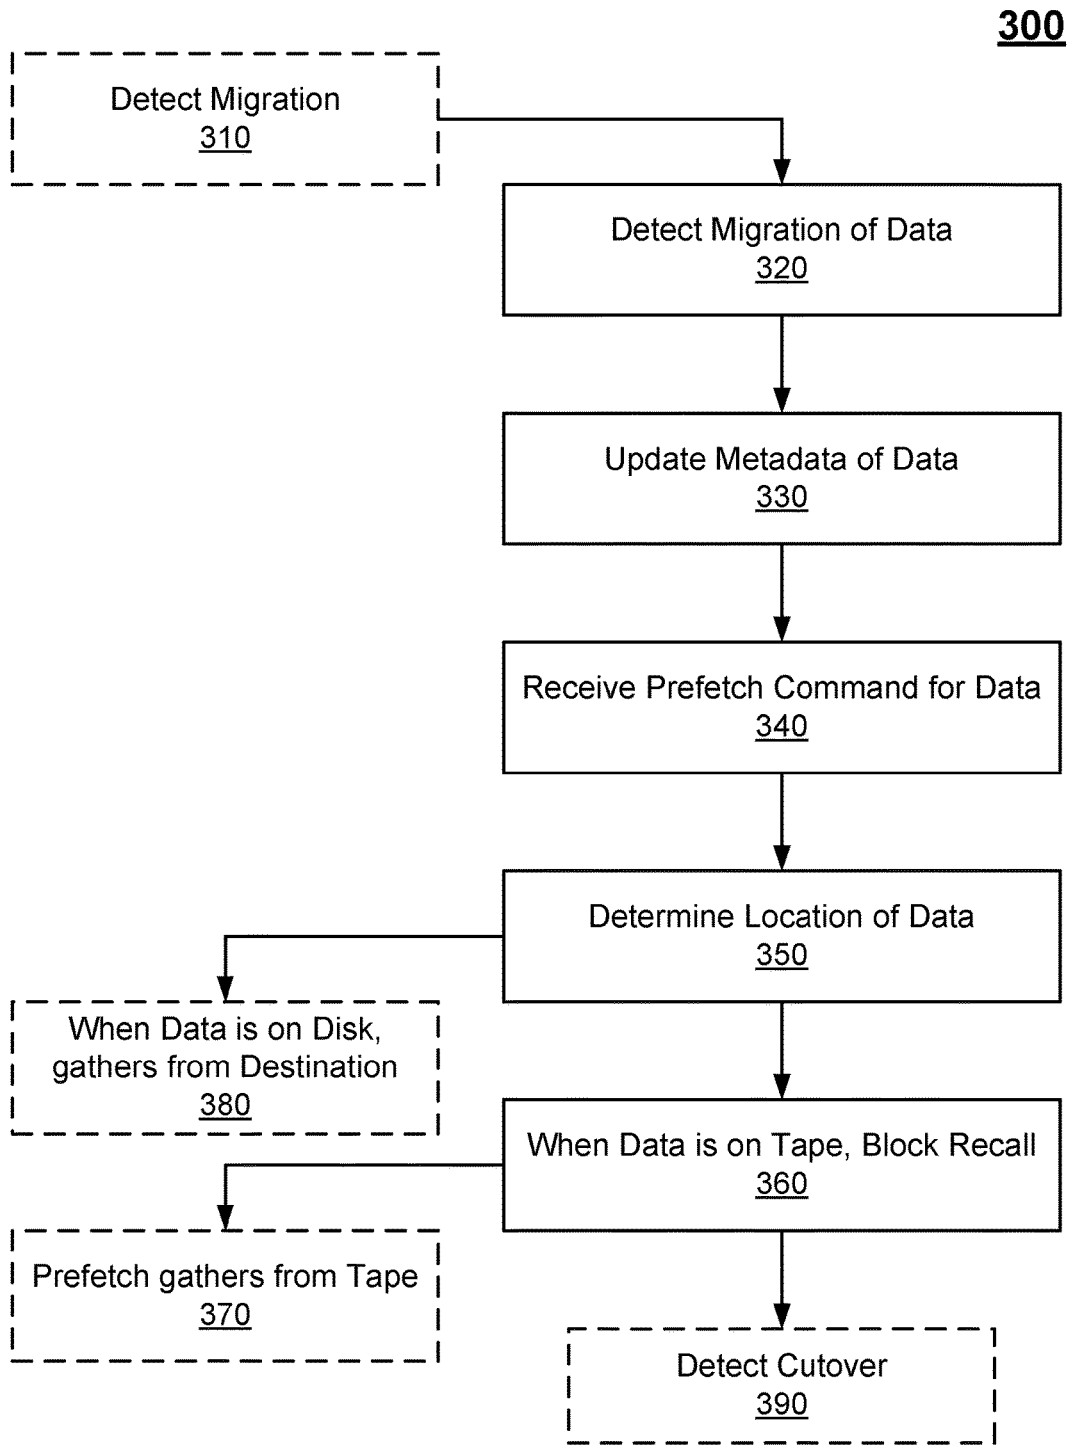 300
Detect Migration
310
Detect Migration of Data
320
Update Metadata of Data
330
Receive Prefetch Command for Data
340
Determine Location of Data
350
When Data is on Disk,
gathers from Destination
380
When Data is on Tape, Block Recall
360
Prefetch gathers from Tape
370
Detect Cutover
390